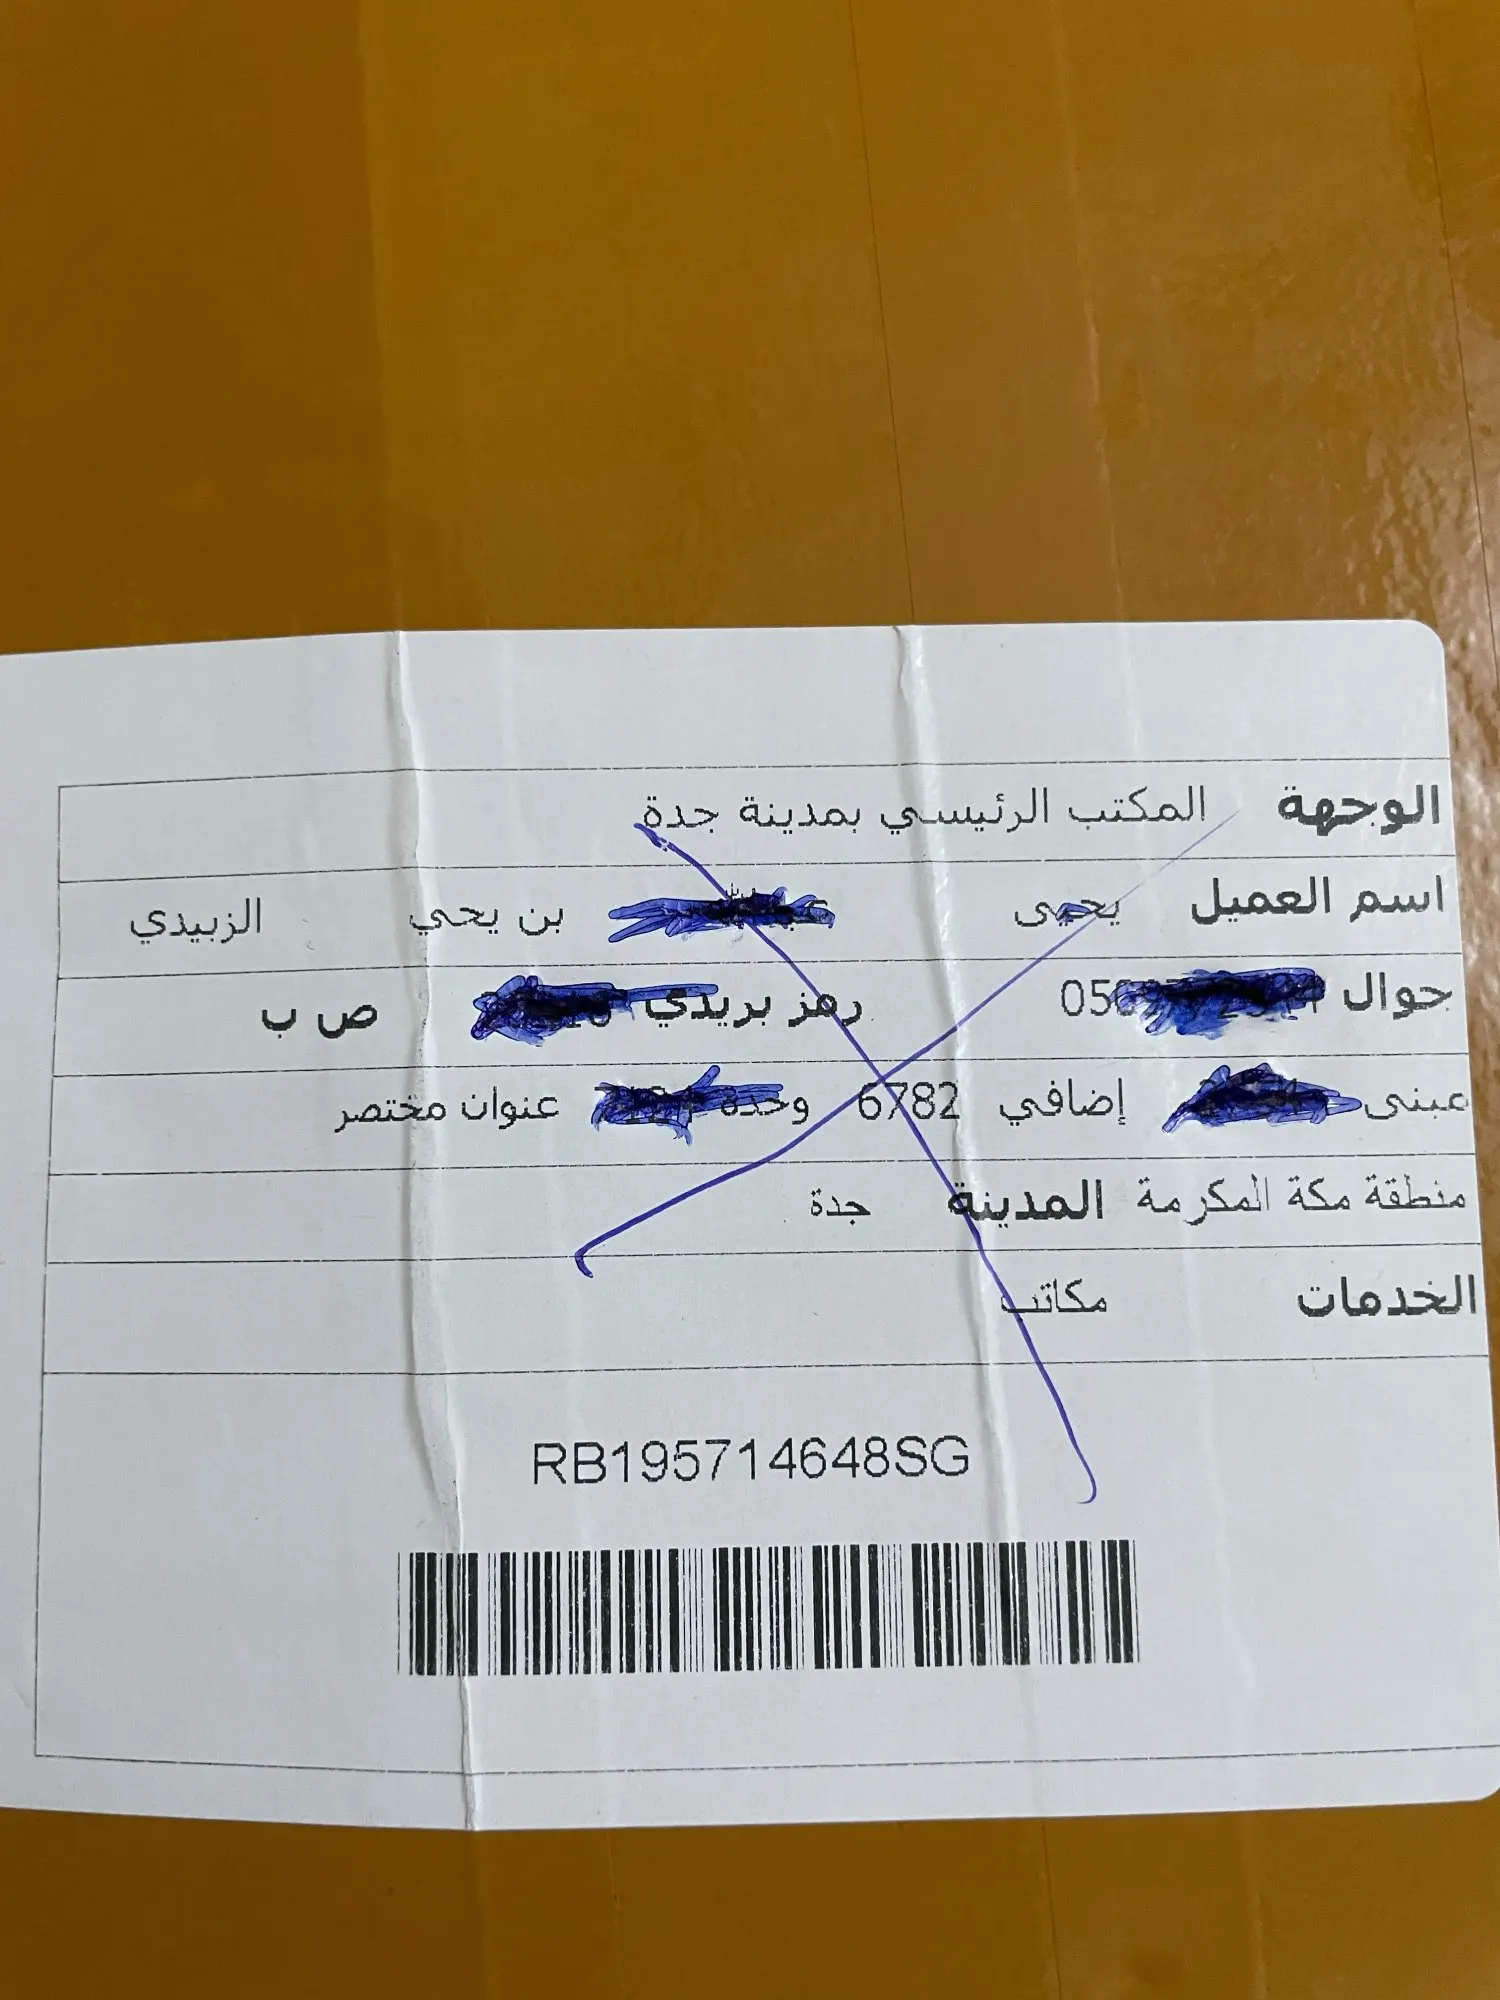 الوجهة المكتب الرئيسي بمدينة جدة
اسم العميل يحيى بن يحي الزبيدي
جوال رمز بريدي ص ب
مبنى إضافي 6782 وحدة عنوان مختصر
منطقة مكة المكرمة المدينة جدة
الخدمات مكاتب
RB195714648SG